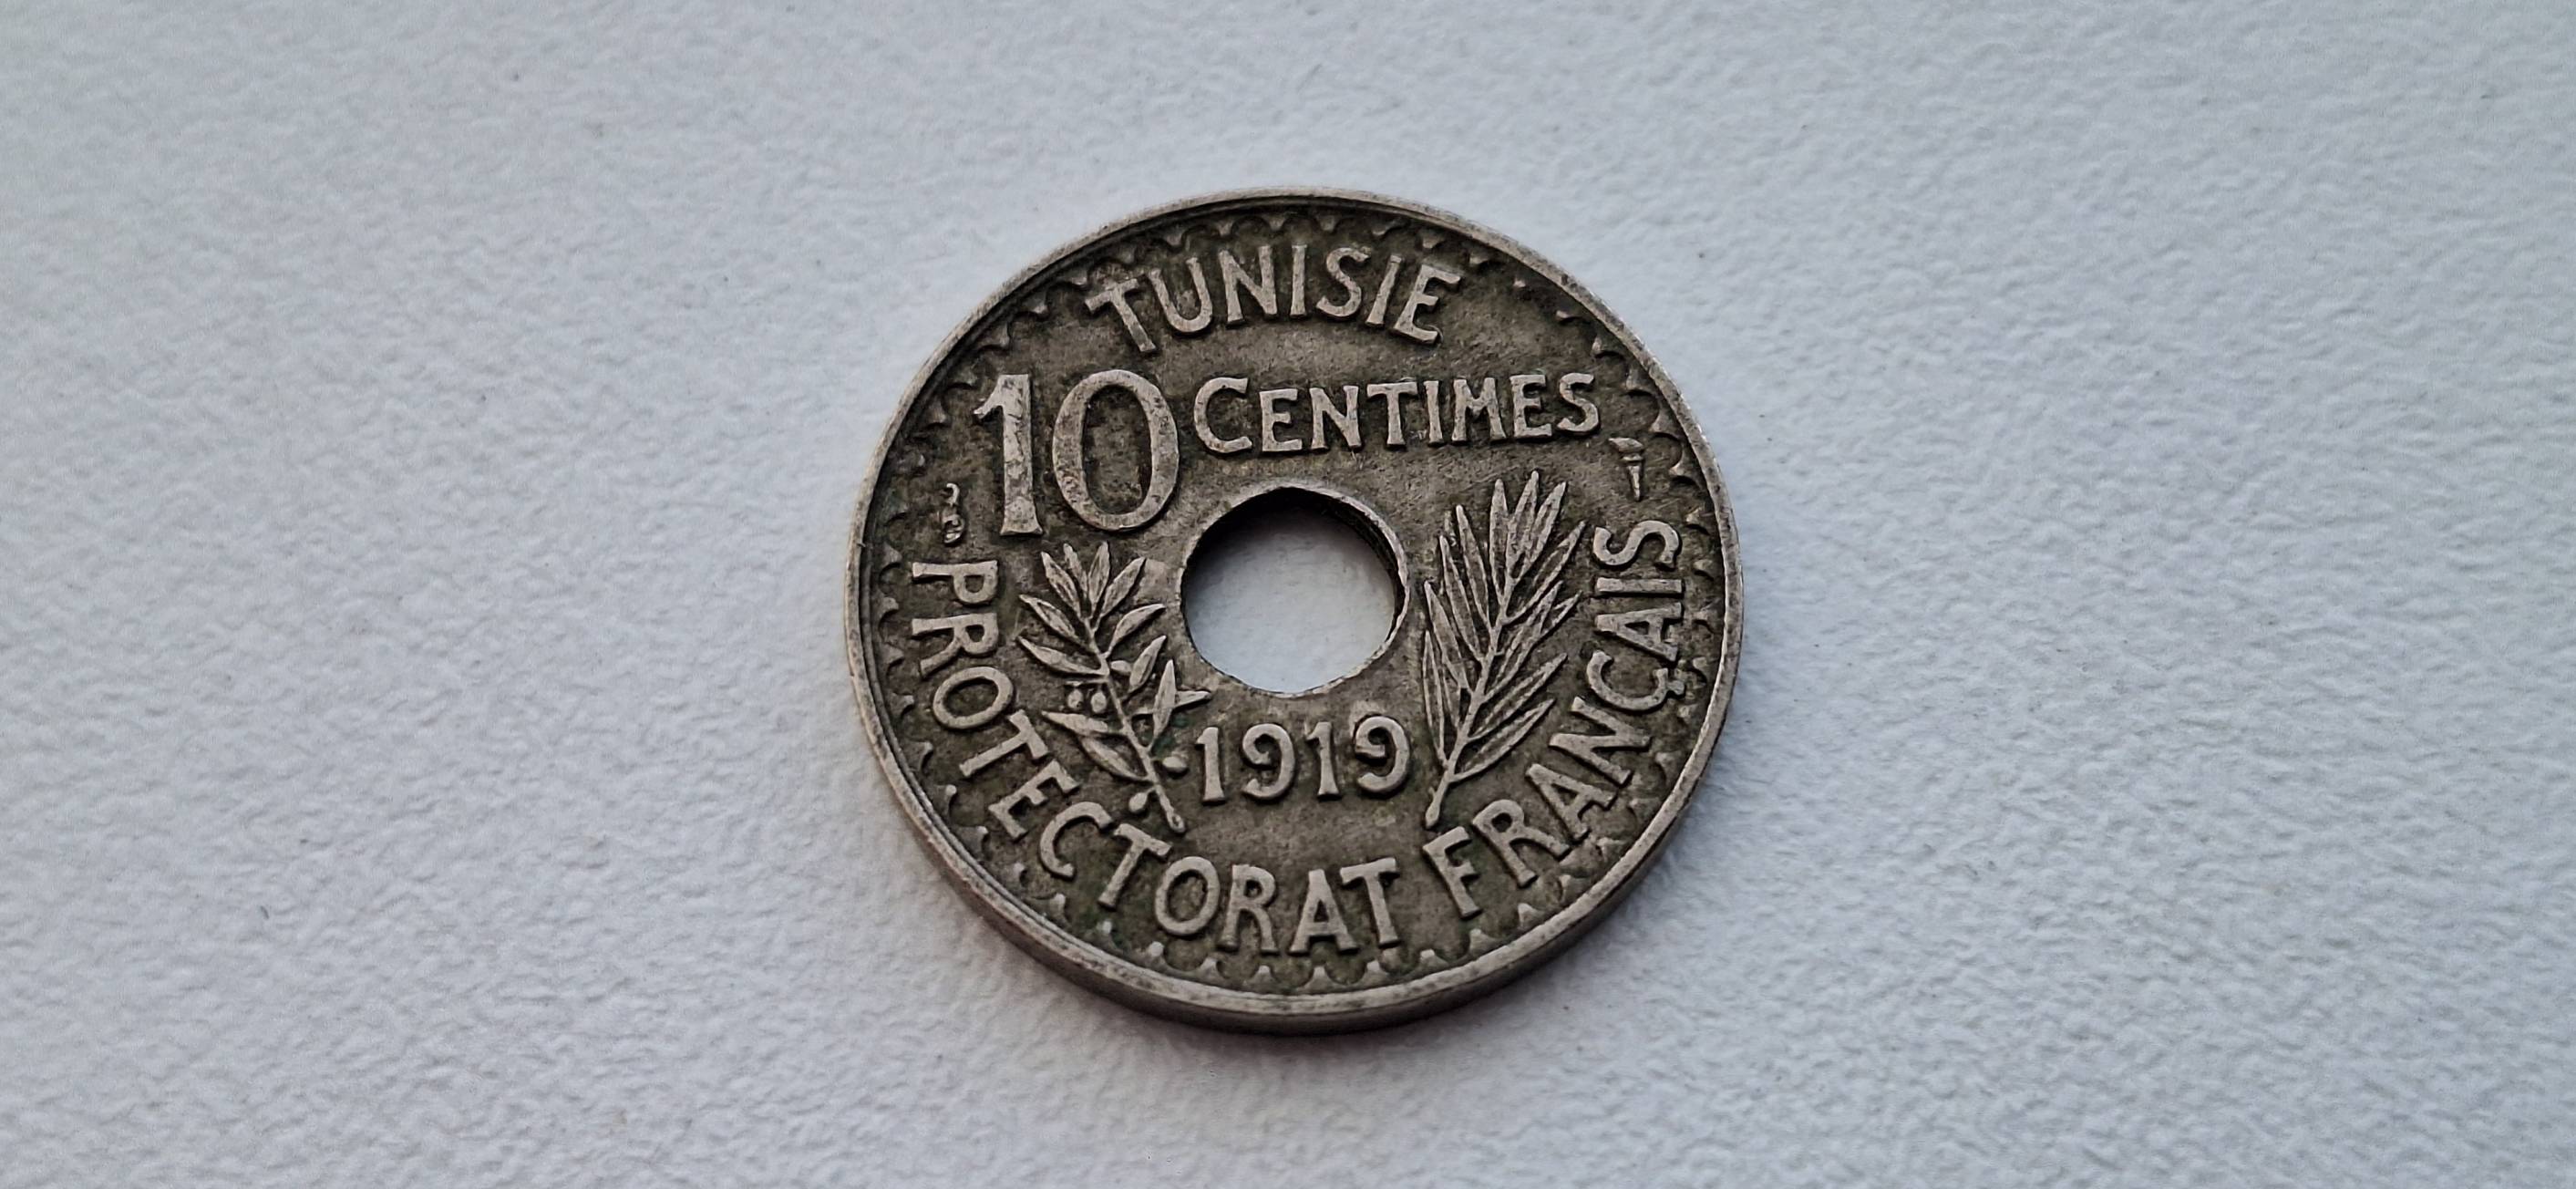 TUNISIE
10 CENTIMES
1919
PROTECTORAT FRANÇAIS